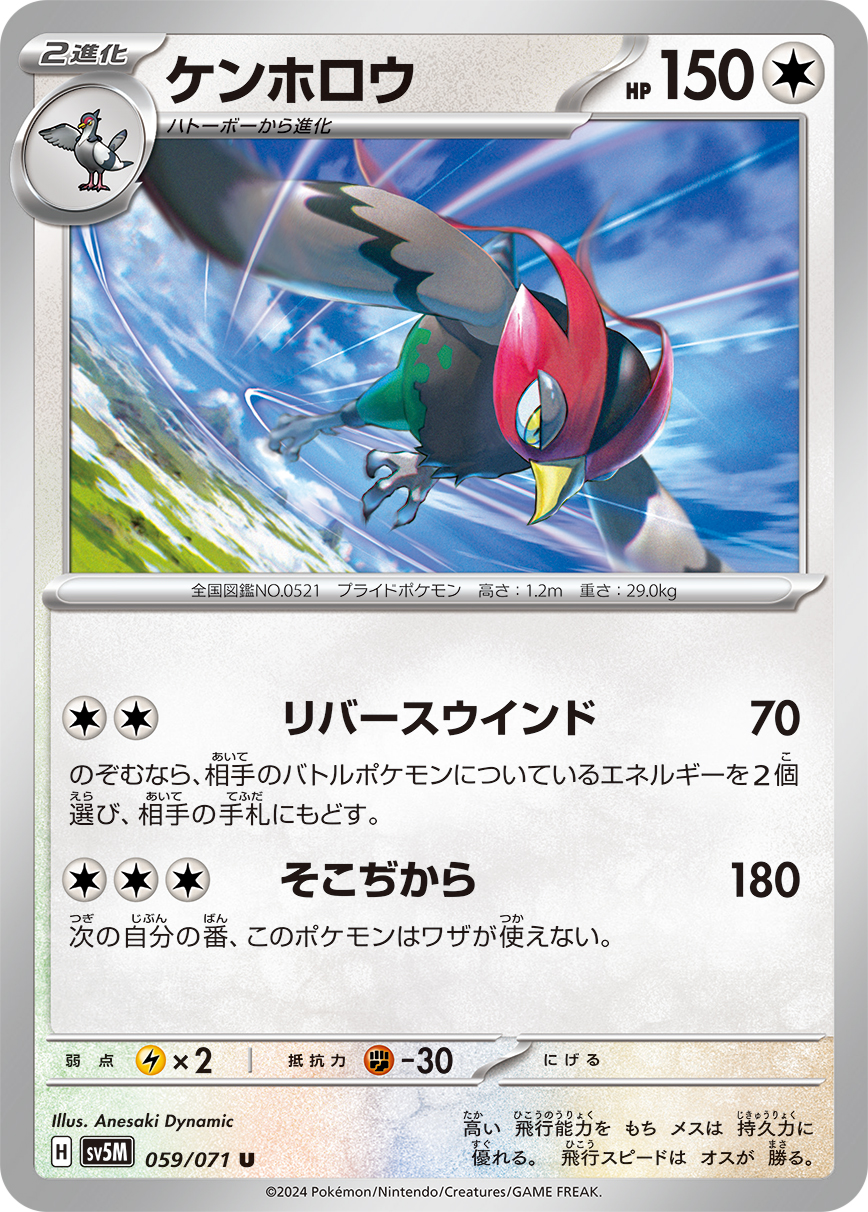 2進化
ケンホロウ
HP 150
ハトーボーから進化
全国図鑑NO.0521 プライドポケモン 高さ:1.2m 重さ:29.0kg
リバースウインド 70
のぞむなら、相手のバトルポケモンについているエネルギーを2個
選び、相手の手札にもどす。
そこぢから 180
次の自分の番、このポケモンはワザが使えない。
弱点 ×2 抵抗力 -30 にげる
Illus. Anesaki Dynamic
高い 飛行能力を もち メスは 持久力に
優れる。 飛行スピードは オスが 勝る。
H SV5M 059/071 U
©2024 Pokémon/Nintendo/Creatures/GAME FREAK.